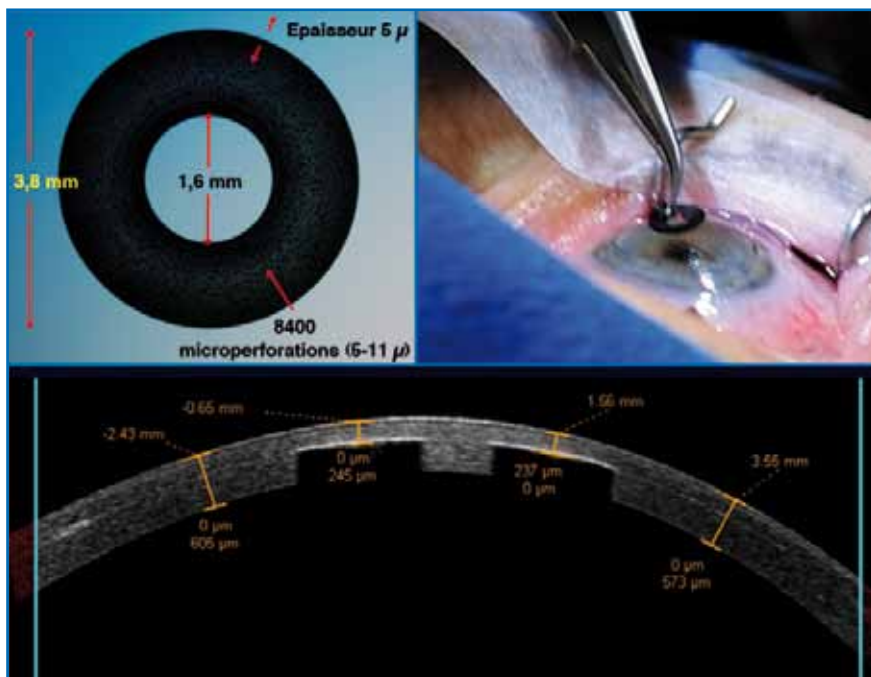 Epaisseur 5 µ
3,8 mm
1,6 mm
8400
microperforations (5-11 µ)
-0.65 mm
1.56 mm
-2.43 mm
3.55 mm
0 µm
245 µm
237 µm
0 µm
0 µm
605 µm
0 µm
573 µm